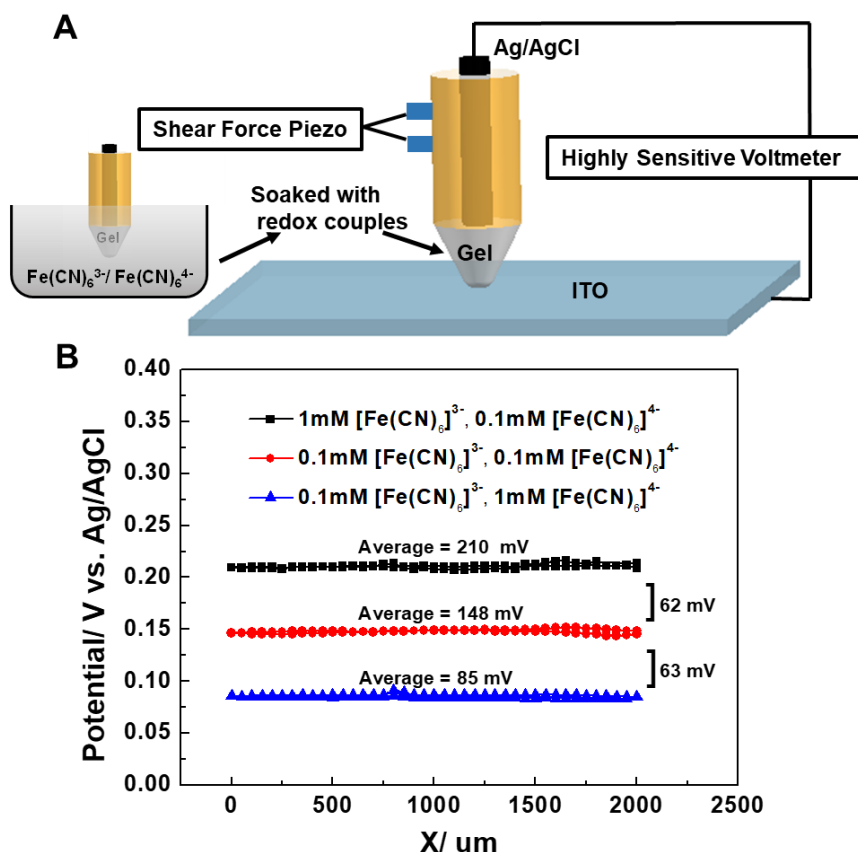 A
Ag/AgCl
Shear Force Piezo
Highly Sensitive Voltmeter
Soaked with
redox couples
Gel
Gel
Fe(CN)₆³⁻/ Fe(CN)₆⁴⁻
ITO
B
0.40
0.35
0.30
0.25
0.20
0.15
0.10
0.05
0.00
Potential/ V vs. Ag/AgCl
1mM [Fe(CN)₆]³⁻, 0.1mM [Fe(CN)₆]⁴⁻
0.1mM [Fe(CN)₆]³⁻, 0.1mM [Fe(CN)₆]⁴⁻
0.1mM [Fe(CN)₆]³⁻, 1mM [Fe(CN)₆]⁴⁻
Average = 210 mV
62 mV
Average = 148 mV
63 mV
Average = 85 mV
0 500 1000 1500 2000 2500
X/ um